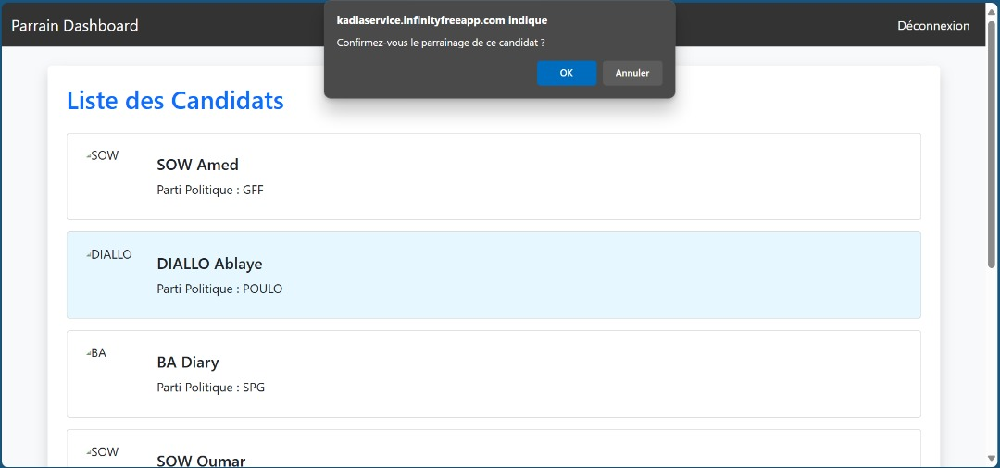 Parrain Dashboard
kadiaservice.infinityfreeapp.com indique
Confirmez-vous le parrainage de ce candidat ?
OK
Annuler
Déconnexion
Liste des Candidats
SOW
SOW Amed
Parti Politique : GFF
DIALLO
DIALLO Ablaye
Parti Politique : POULO
BA
BA Diary
Parti Politique : SPG
SOW
SOW Oumar